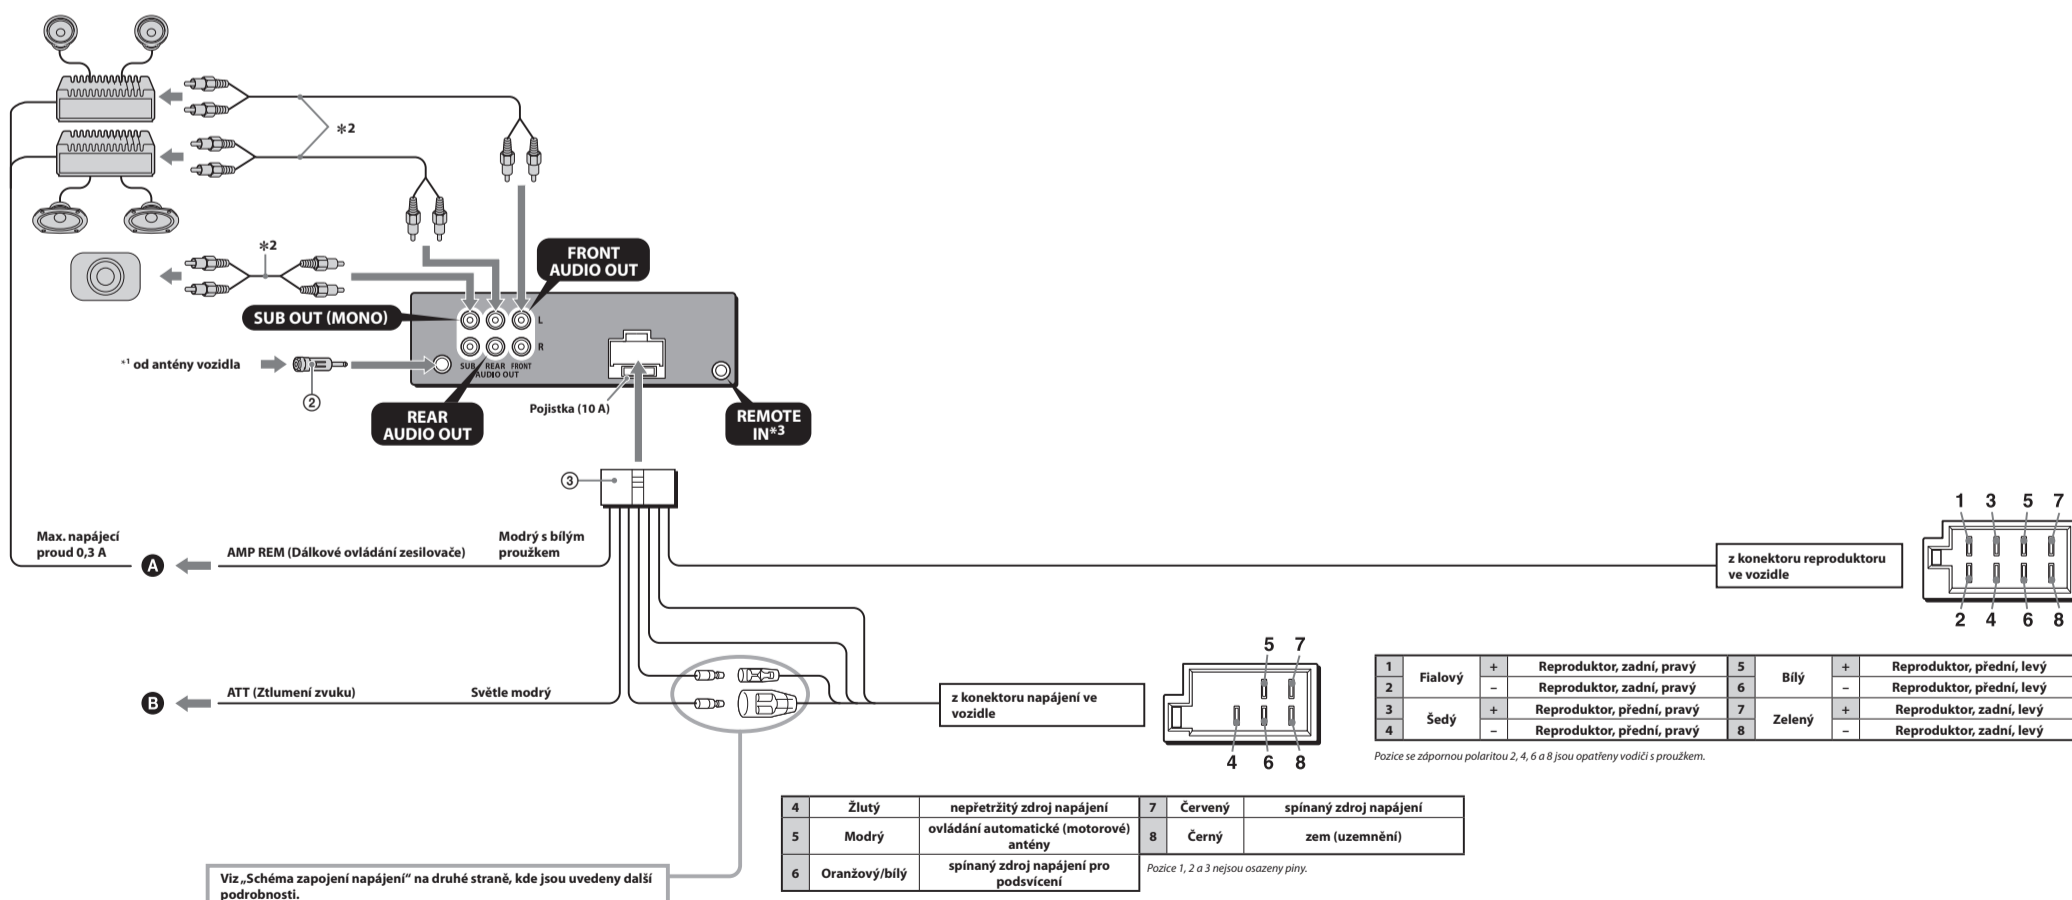 *2
*2
FRONT
AUDIO OUT
SUB OUT (MONO)
L
R
SUB REAR FRONT
AUDIO OUT
*1 od antény vozidla
2
REAR
AUDIO OUT
Pojistka (10 A)
REMOTE
IN*3
3
Max. napájecí
proud 0,3 A
A
AMP REM (Dálkové ovládání zesilovače)
Modrý s bílým
proužkem
z konektoru reproduktoru
ve vozidle
1 3 5 7
2 4 6 8
B
ATT (Ztlumení zvuku)
Světle modrý
z konektoru napájení ve
vozidle
5 7
4 6 8
1 Fialový + Reproduktor, zadní, pravý 5 Bílý + Reproduktor, přední, levý
2 – Reproduktor, zadní, pravý 6 – Reproduktor, přední, levý
3 Šedý + Reproduktor, přední, pravý 7 Zelený + Reproduktor, zadní, levý
4 – Reproduktor, přední, pravý 8 – Reproduktor, zadní, levý
Pozice se zápornou polaritou 2, 4, 6 a 8 jsou opatřeny vodiči s proužkem.
4 Žlutý nepřetržitý zdroj napájení 7 Červený spínaný zdroj napájení
5 Modrý ovládání automatické (motorové)
antény 8 Černý zem (uzemnění)
6 Oranžový/bílý spínaný zdroj napájení pro
podsvícení
Pozice 1, 2 a 3 nejsou osazeny piny.
Viz „Schéma zapojení napájení“ na druhé straně, kde jsou uvedeny další
podrobnosti.